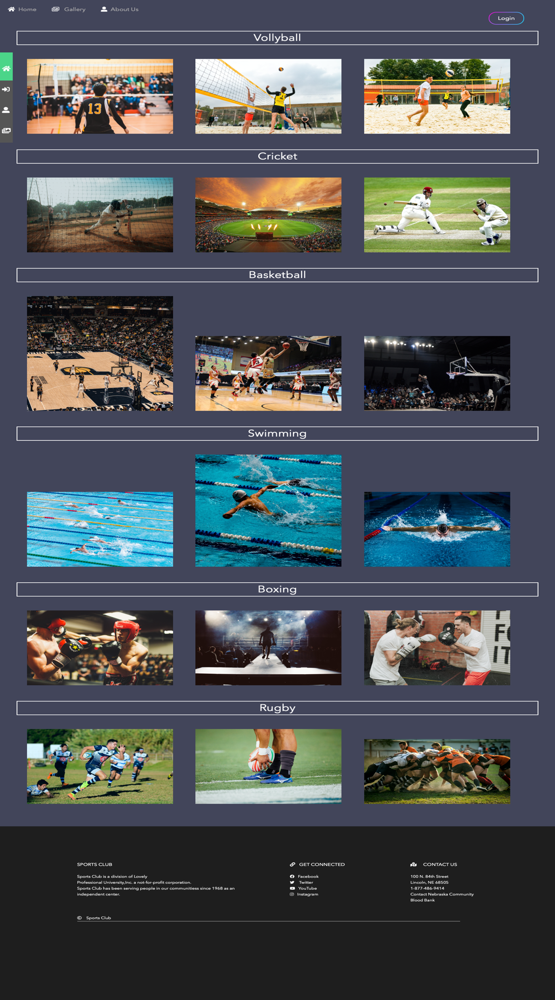 Home
Gallery
About Us
Login
Vollyball
13
Cricket
Basketball
3
Swimming
Boxing
Rugby
SPORTS CLUB
Sports Club is a division of Lovely
Professional University,Inc. a not-for-profit corporation.
Sports Club has been serving people in our communitiess since 1968 as an
independent center.
GET CONNECTED
Facebook
Twitter
YouTube
Instagram
CONTACT US
100 N. 84th Street
Lincoln, NE 68505
1-877-486-9414
Contact Nebraska Community
Blood Bank
© Sports Club